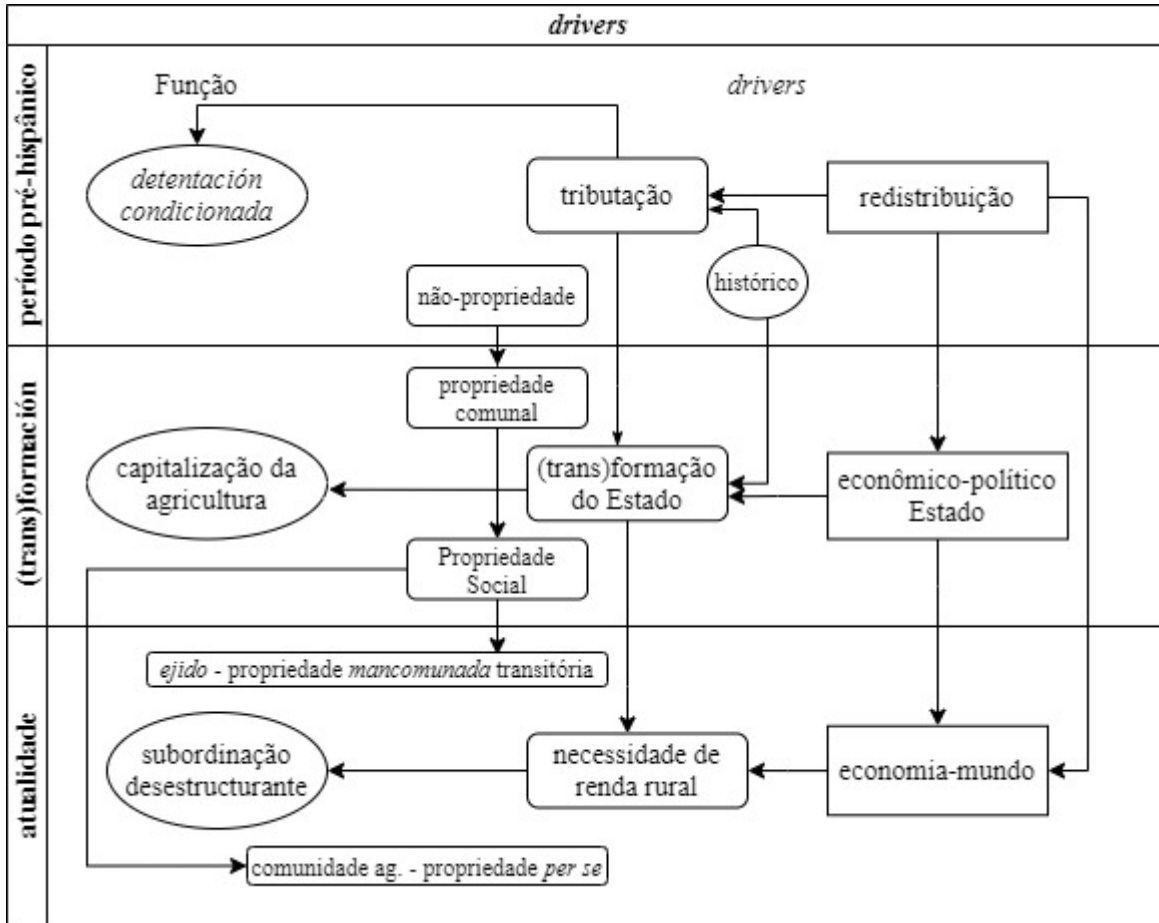 drivers
período pré-hispânico
Função
drivers
detentación
condicionada
tributação
redistribuição
histórico
não-propriedade
(trans)formación
propriedade
comunal
capitalização da
agricultura
(trans)formação
do Estado
econômico-político
Estado
Propriedade
Social
atualidade
ejido - propriedade mancomunada transitória
subordinação
desestructurante
necessidade de
renda rural
economia-mundo
comunidade ag. - propriedade per se